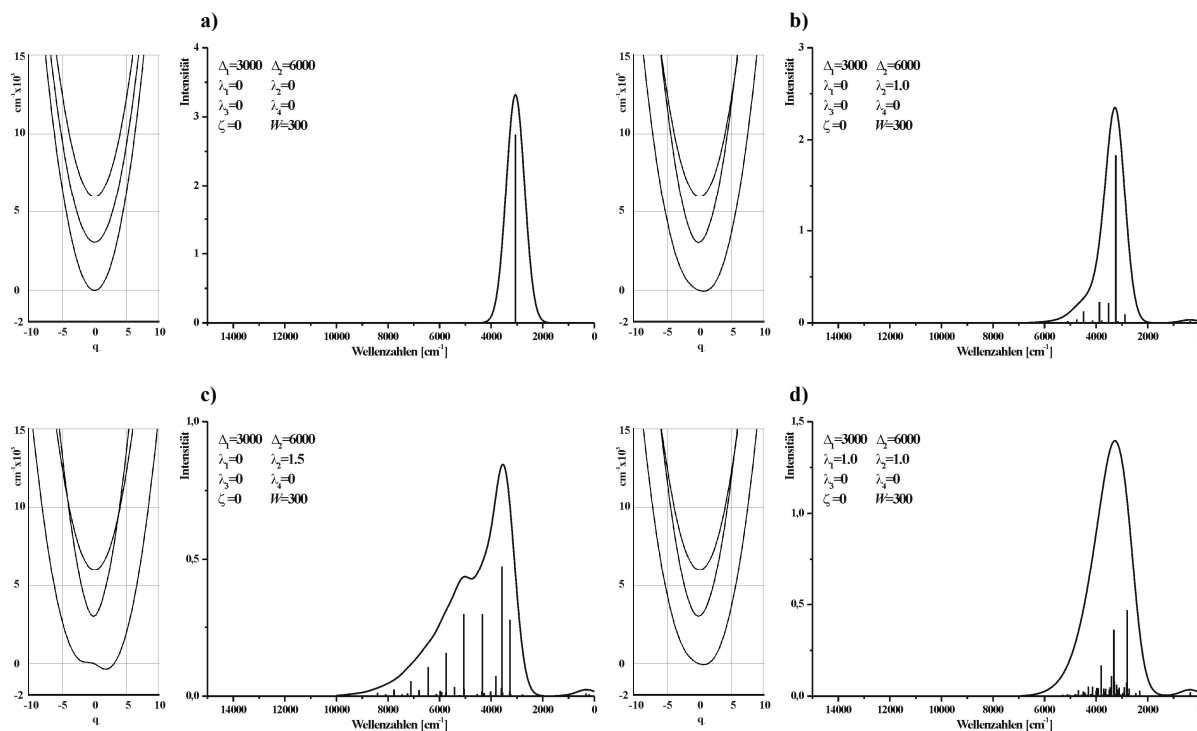 a)
cm⁻¹x10³
15
10
5
0
-2
-10 -5 0 5 10
q.
Intensität
4
3
2
1
0
Δ₁=3000 Δ₂=6000
λ₁=0 λ₂=0
λ₃=0 λ₄=0
ζ=0 W=300
14000 12000 10000 8000 6000 4000 2000 0
Wellenzahlen [cm⁻¹]
b)
cm⁻¹x10³
15
10
5
0
-2
-10 -5 0 5 10
q.
Intensität
3
2
1
0
Δ₁=3000 Δ₂=6000
λ₁=0 λ₂=1.0
λ₃=0 λ₄=0
ζ=0 W=300
14000 12000 10000 8000 6000 4000 2000
Wellenzahlen [cm⁻¹]
c)
cm⁻¹x10³
15
10
5
0
-2
-10 -5 0 5 10
q.
Intensität
1,0
0,5
0,0
Δ₁=3000 Δ₂=6000
λ₁=0 λ₂=1.5
λ₃=0 λ₄=0
ζ=0 W=300
14000 12000 10000 8000 6000 4000 2000 0
Wellenzahlen [cm⁻¹]
d)
cm⁻¹x10³
15
10
5
0
-2
-10 -5 0 5 10
q.
Intensität
1,5
1,0
0,5
0,0
Δ₁=3000 Δ₂=6000
λ₁=1.0 λ₂=1.0
λ₃=0 λ₄=0
ζ=0 W=300
14000 12000 10000 8000 6000 4000 2000
Wellenzahlen [cm⁻¹]